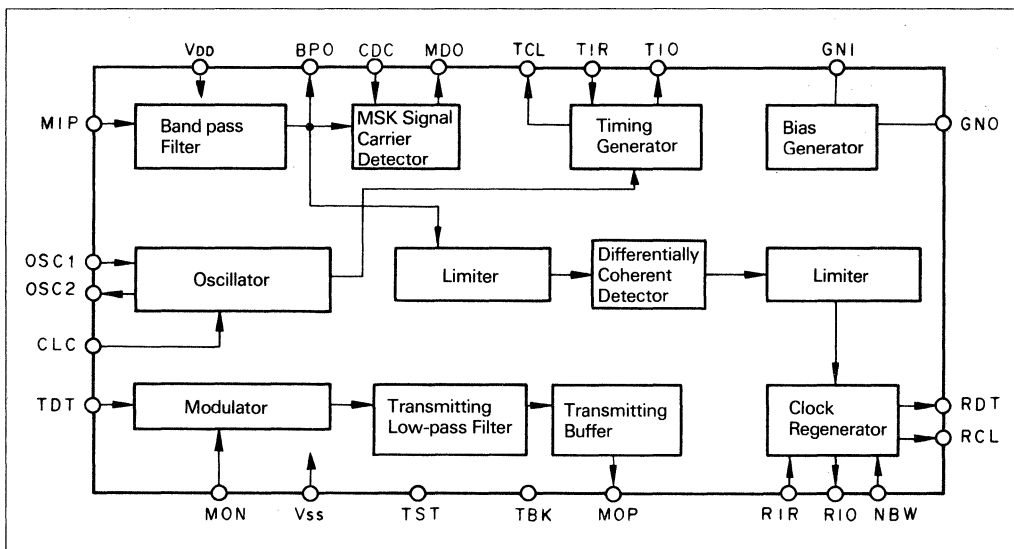 VDD BPO CDC MDO TCL TIR TIO GNI
MIP
Band pass
Filter
MSK Signal
Carrier
Detector
Timing
Generator
Bias
Generator
GNO
OSC1
OSC2
CLC
Oscillator
Limiter
Differentially
Coherent
Detector
Limiter
TDT
Modulator
Transmitting
Low-pass Filter
Transmitting
Buffer
Clock
Regenerator
RDT
RCL
MON Vss TST TBK MOP RIR RIO NBW